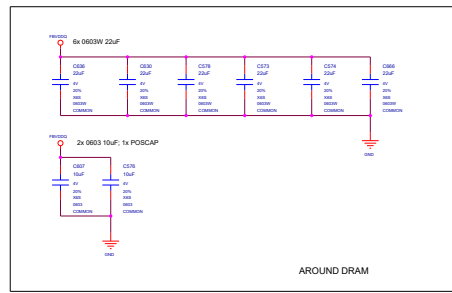 FBVDDQ
6x 0603W 22uF
C636
22uF
4V
20%
X6S
0603W
COMMON
C630
22uF
4V
20%
X6S
0603W
COMMON
C578
22uF
4V
20%
X6S
0603W
COMMON
C573
22uF
4V
20%
X6S
0603W
COMMON
C574
22uF
4V
20%
X6S
0603W
COMMON
C666
22uF
4V
20%
X6S
0603W
COMMON
GND
FBVDDQ
2x 0603 10uF; 1x POSCAP
C667
10uF
4V
20%
X6S
0603
COMMON
C576
10uF
4V
20%
X6S
0603
COMMON
GND
AROUND DRAM